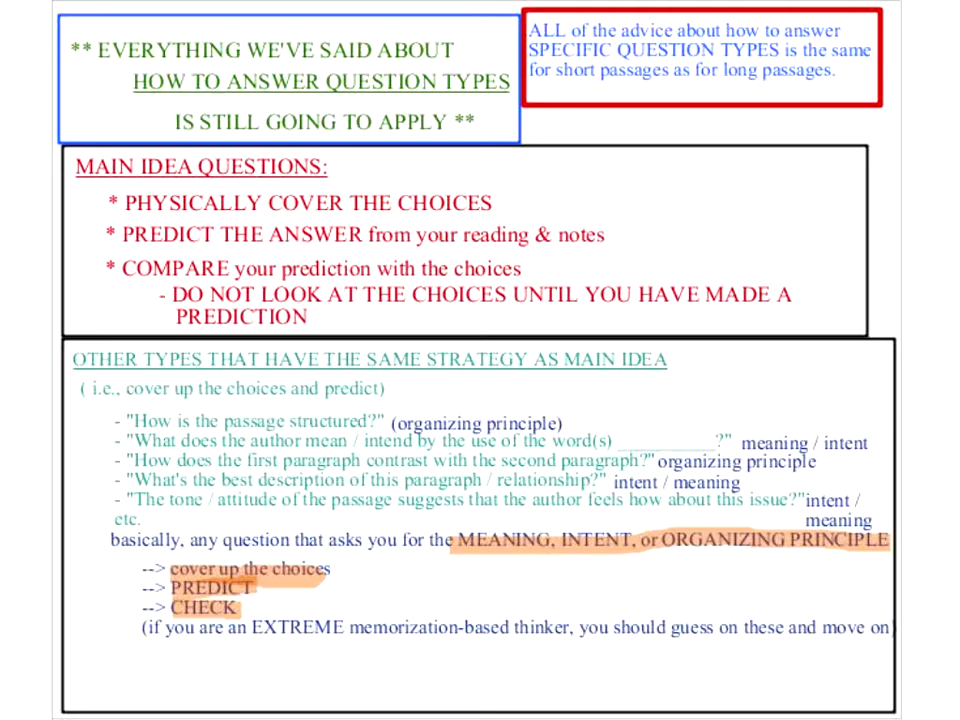 ** EVERYTHING WE'VE SAID ABOUT
HOW TO ANSWER QUESTION TYPES
IS STILL GOING TO APPLY **
ALL of the advice about how to answer
SPECIFIC QUESTION TYPES is the same
for short passages as for long passages.
MAIN IDEA QUESTIONS:
* PHYSICALLY COVER THE CHOICES
* PREDICT THE ANSWER from your reading & notes
* COMPARE your prediction with the choices
- DO NOT LOOK AT THE CHOICES UNTIL YOU HAVE MADE A
PREDICTION
OTHER TYPES THAT HAVE THE SAME STRATEGY AS MAIN IDEA
( i.e., cover up the choices and predict)
- "How is the passage structured?" (organizing principle)
- "What does the author mean / intend by the use of the word(s) __________?" meaning / intent
- "How does the first paragraph contrast with the second paragraph?" organizing principle
- "What's the best description of this paragraph / relationship?" intent / meaning
- "The tone / attitude of the passage suggests that the author feels how about this issue?" intent /
etc. meaning
basically, any question that asks you for the MEANING, INTENT, or ORGANIZING PRINCIPLE
--> cover up the choices
--> PREDICT
--> CHECK
(if you are an EXTREME memorization-based thinker, you should guess on these and move on)